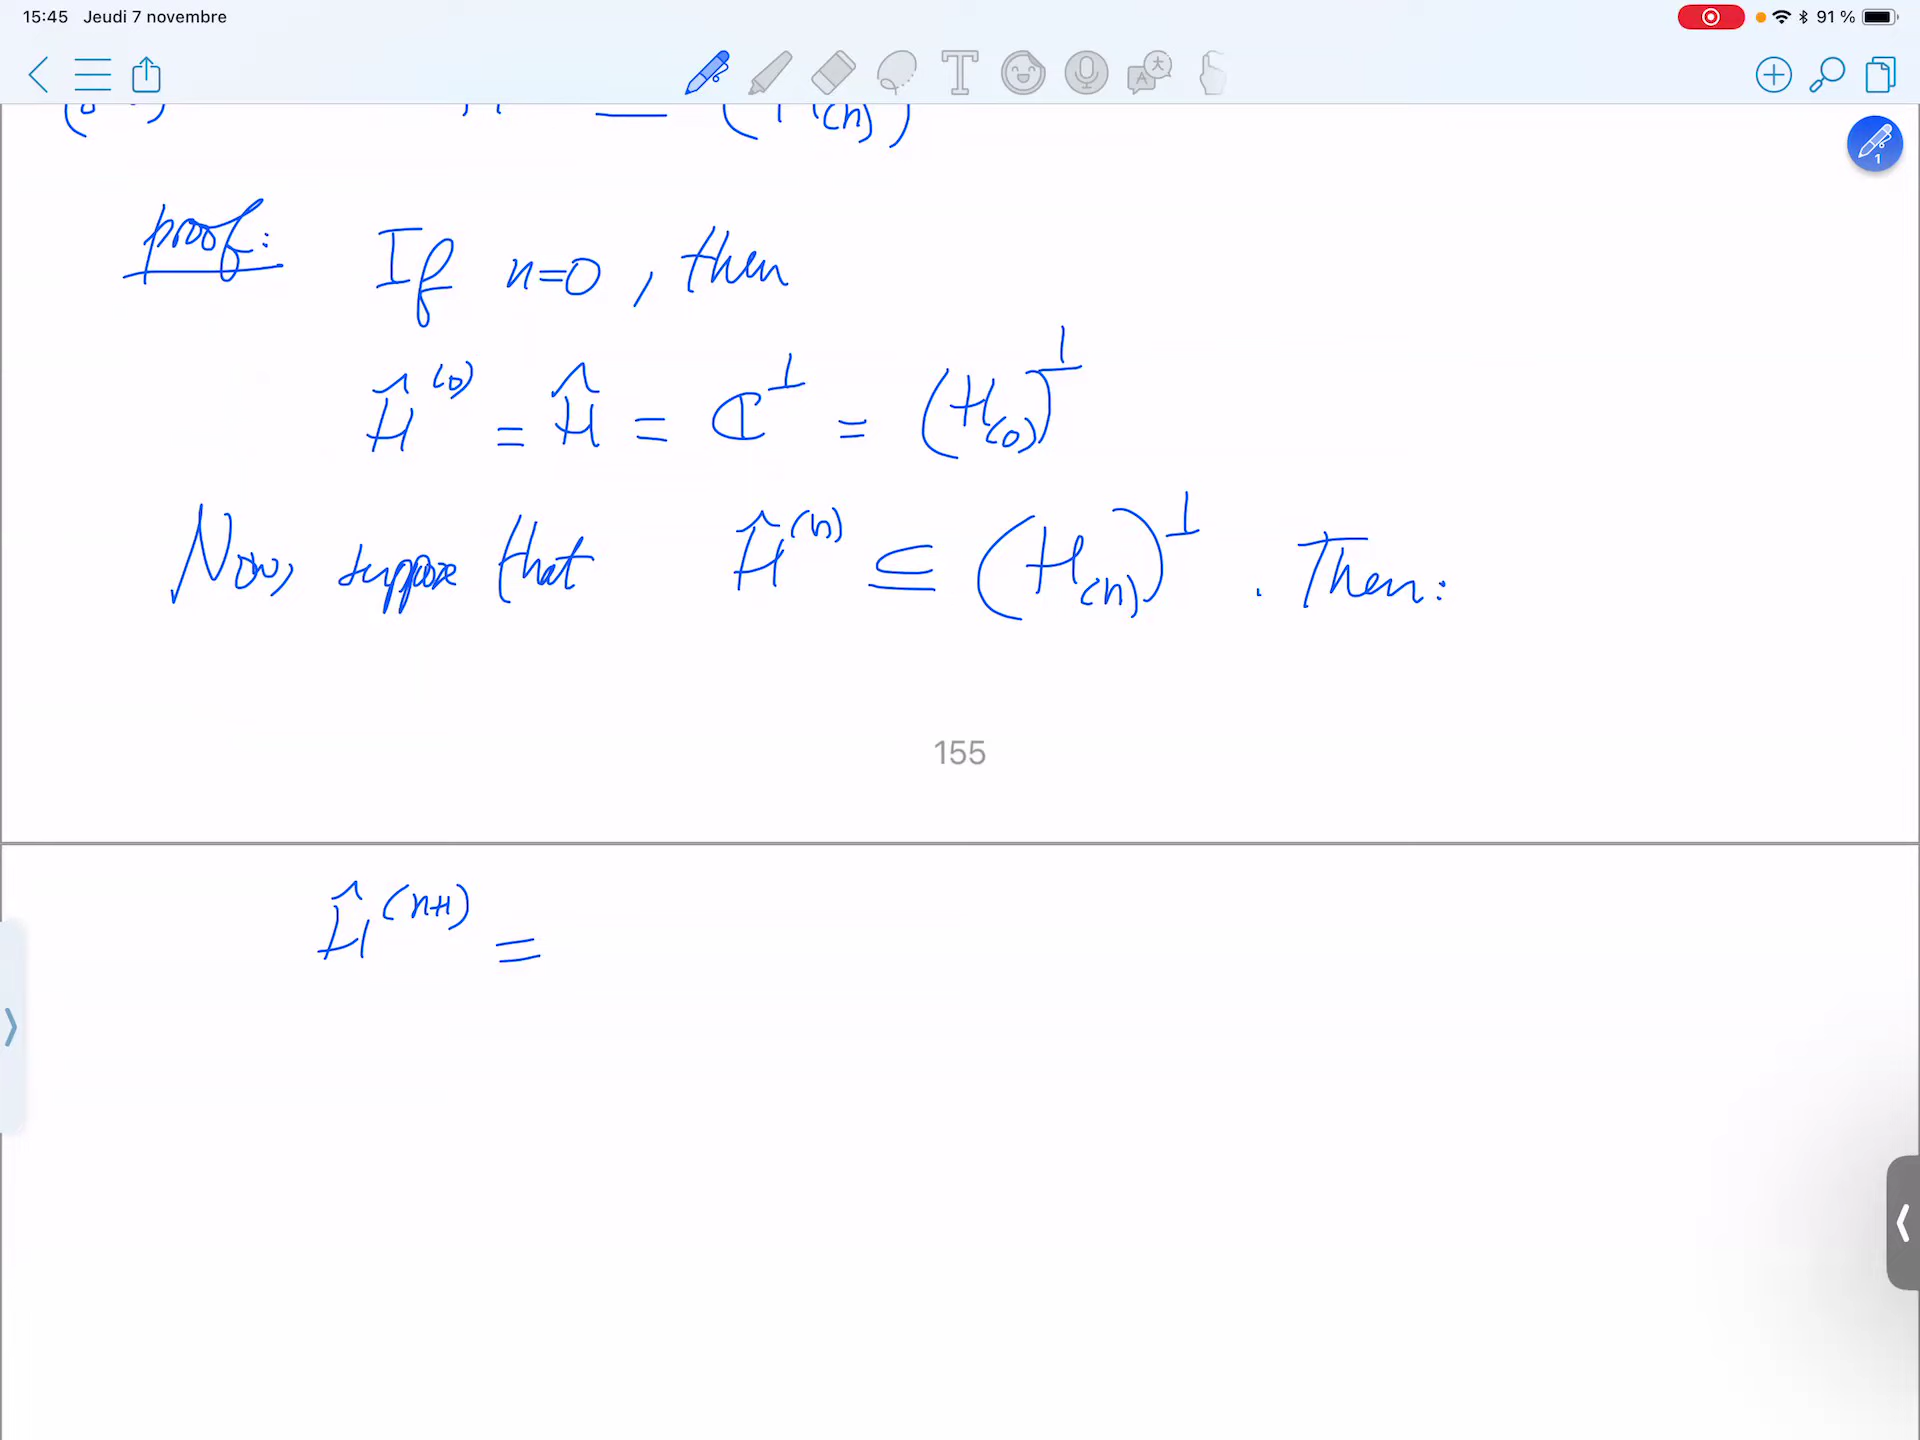 15:45 Jeudi 7 novembre 91 %
(n))
proof: If n=0, then
Ĥ^(0) = Ĥ = ℂ^⊥ = (H_(0))^⊥
Now, suppose that Ĥ^(n) ⊆ (H_(n))^⊥. Then:
155
Ĥ^(n+1) =